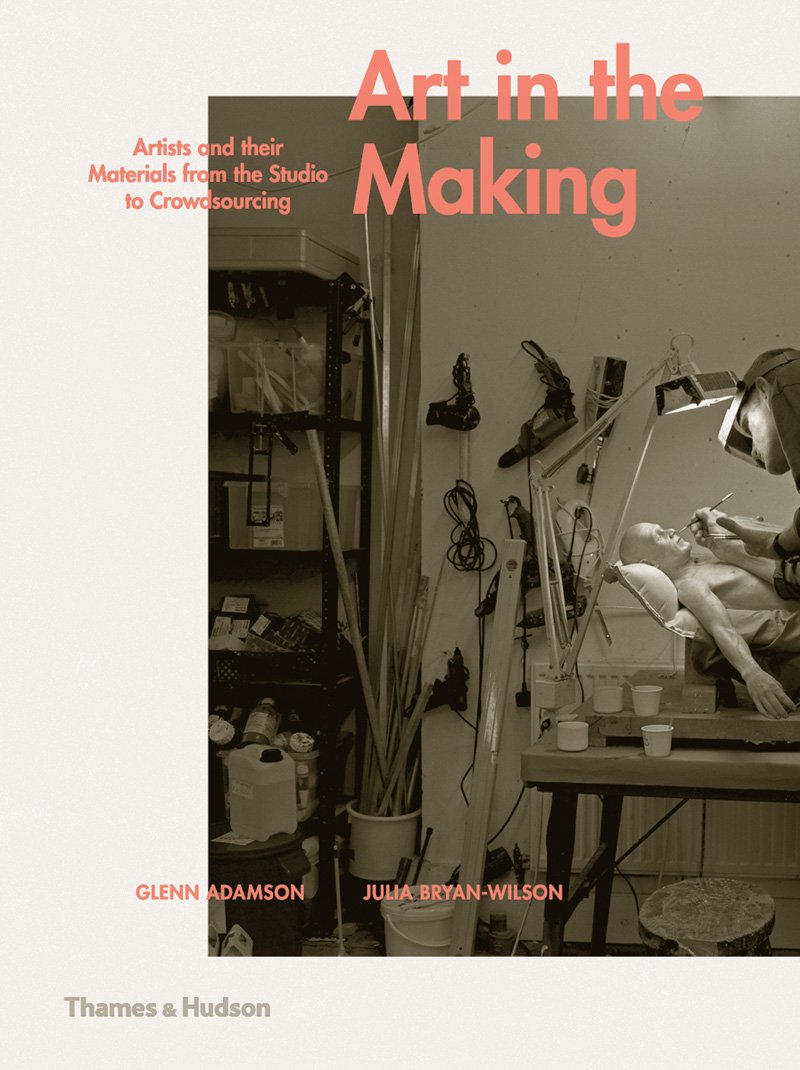 Art in the
Making
Artists and their
Materials from the Studio
to Crowdsourcing
GLENN ADAMSON
JULIA BRYAN-WILSON
Thames & Hudson